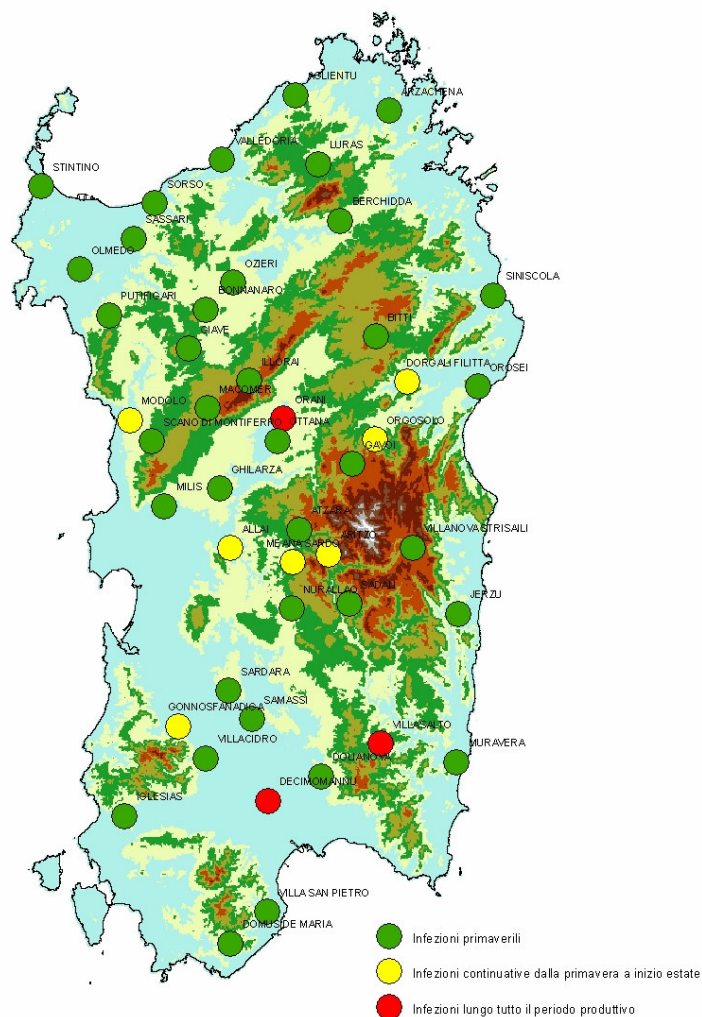 AGLIENTU
ARZACHENA
VALLEDORIA
LURAS
STINTINO
SORSO
BERCHIDDA
SASSARI
OLMEDO
OZIERI
SINISCOLA
BONNANARO
PUTIFIGARI
GIAVE
BITTI
ILLORAI
DORGALI FILITTA
OROSEI
MACOMER
MODOLO
ORANI
SCANO DI MONTIFERRO
OTTANA
ORGOSOLO
GAVOI
GHILARZA
MILIS
ATZARA
ALLAI
VILLANOVA STRISAILI
ARITZO
MEANA SARDO
SADALI
NURALLAO
JERZU
SARDARA
SAMASSI
GONNOSFANADIGA
VILLASALTO
VILLACIDRO
MURAVERA
DOLIANOVA
DECIMOMANNU
IGLESIAS
VILLA SAN PIETRO
DOMUS DE MARIA
Infezioni primaverili
Infezioni continuative dalla primavera a inizio estate
Infezioni lungo tutto il periodo produttivo